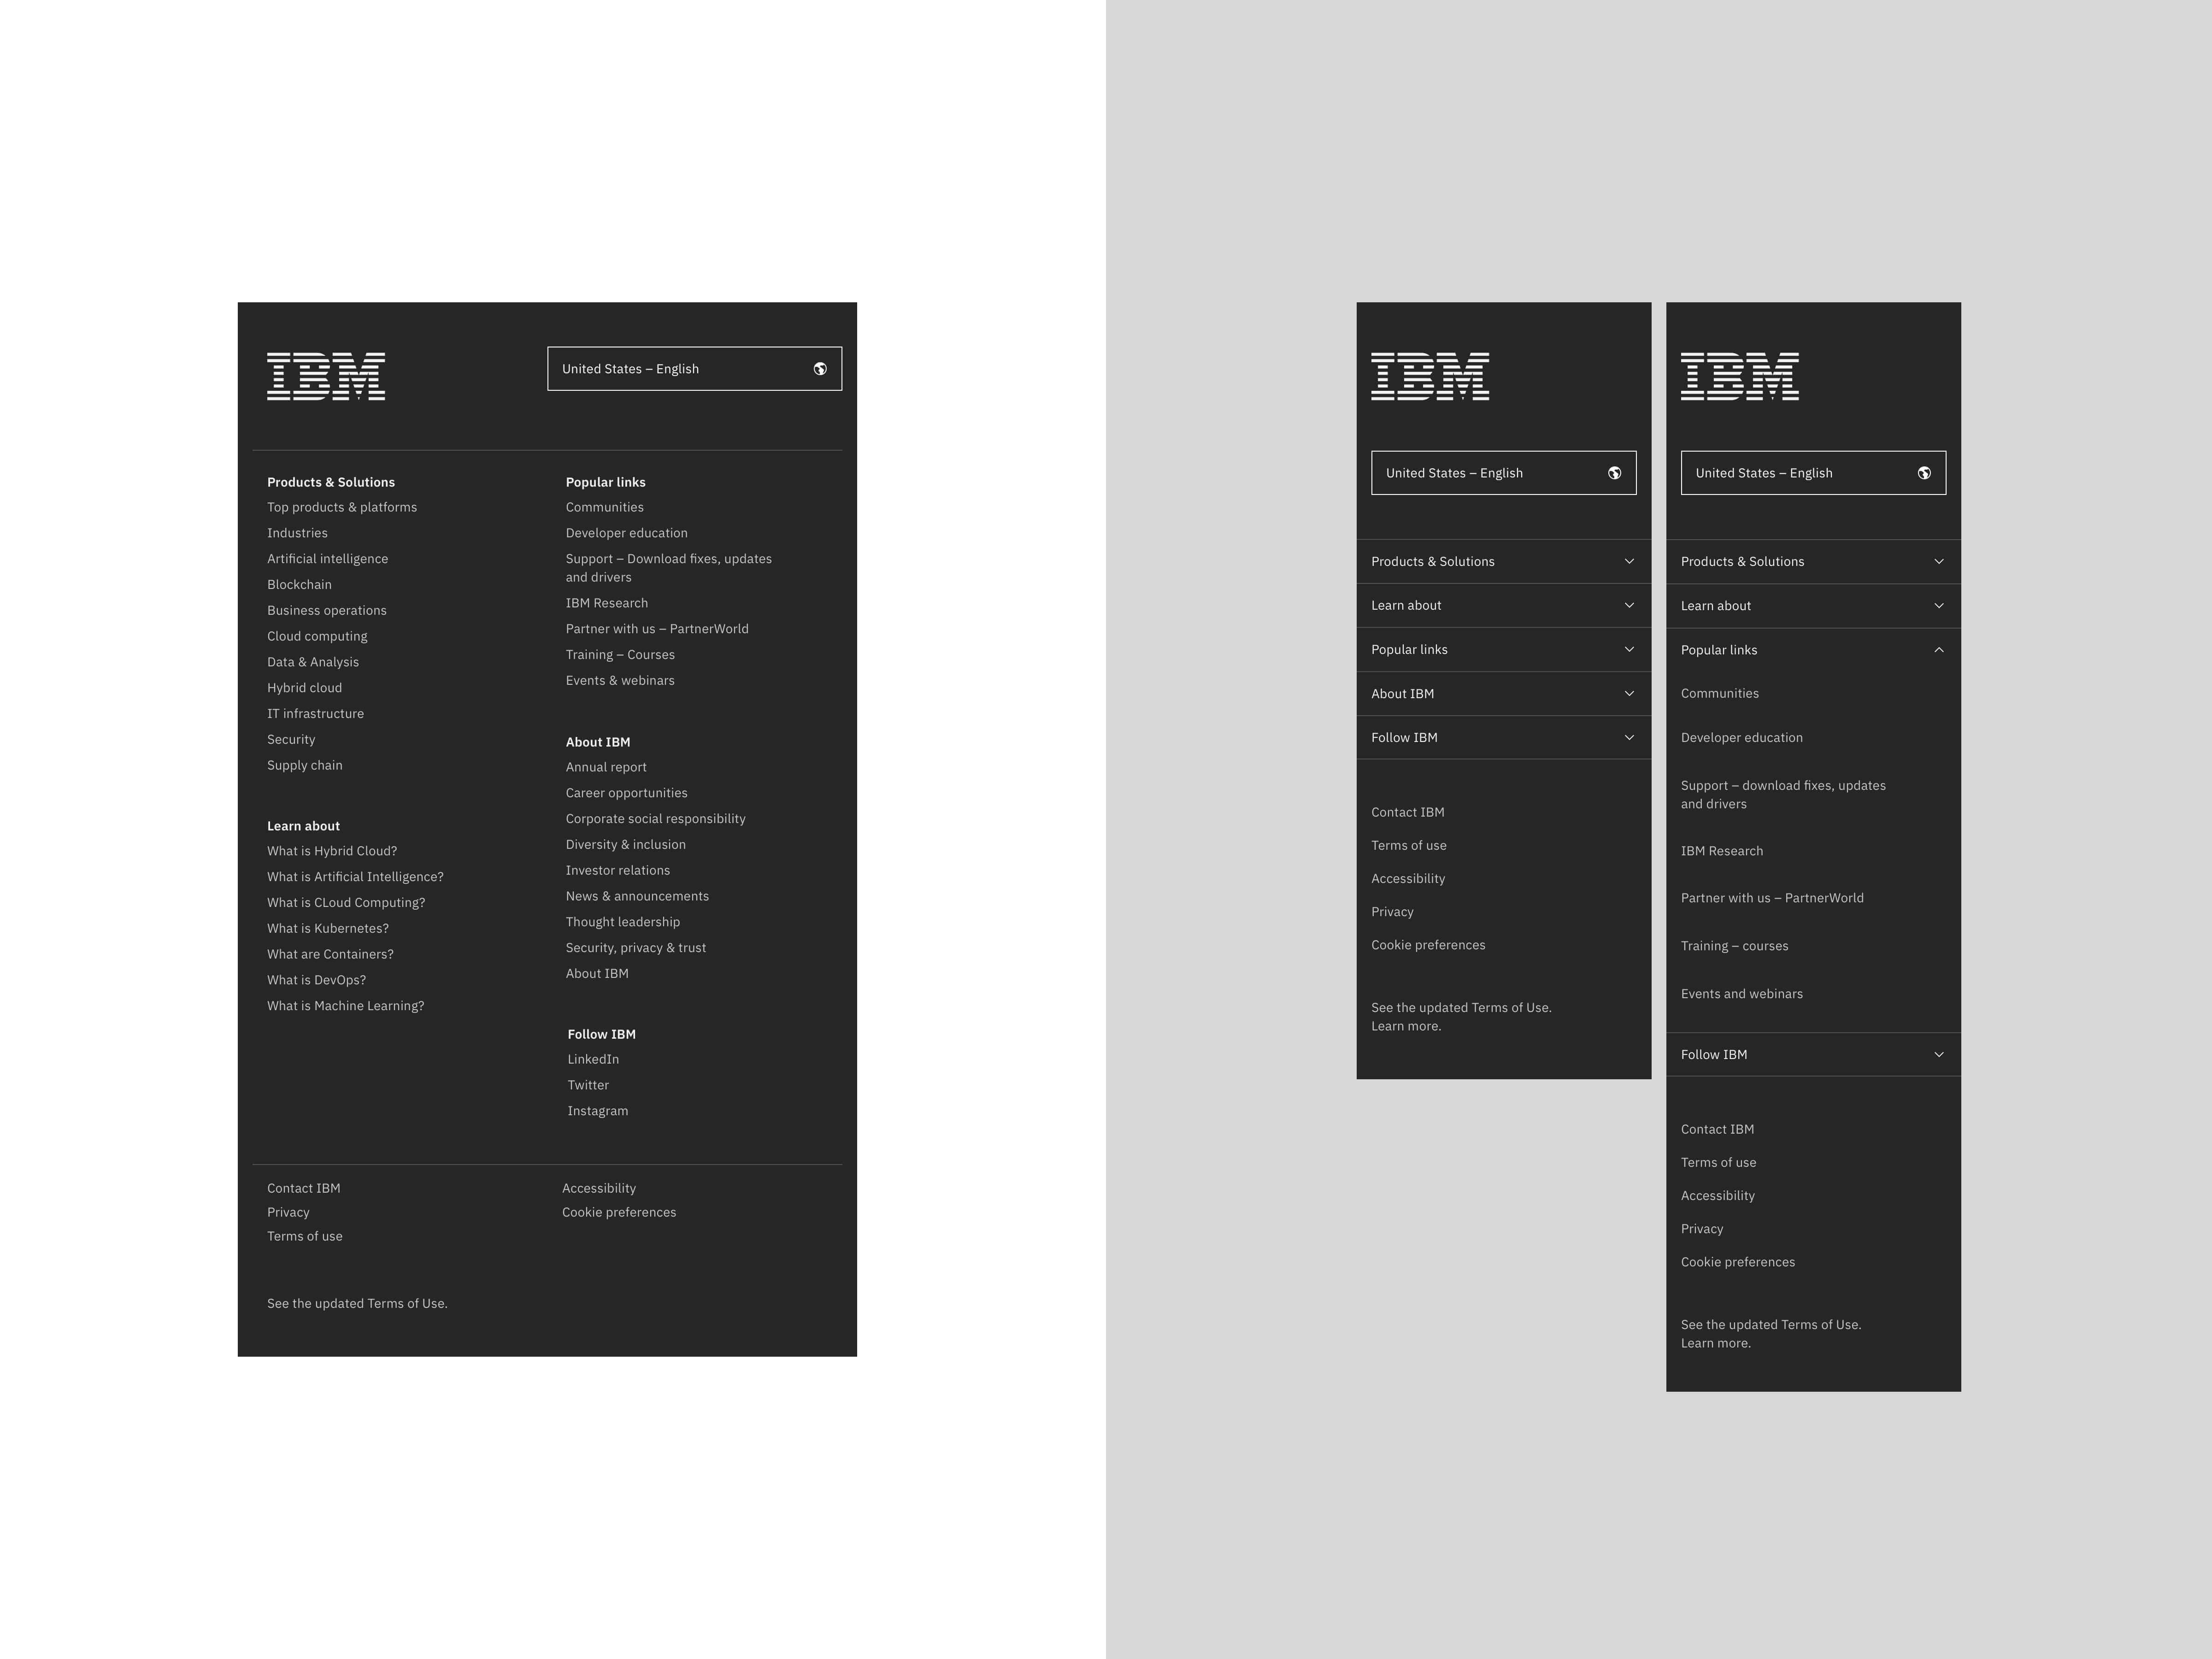 IBM
United States – English
Products & Solutions
Top products & platforms
Industries
Artificial intelligence
Blockchain
Business operations
Cloud computing
Data & Analysis
Hybrid cloud
IT infrastructure
Security
Supply chain
Learn about
What is Hybrid Cloud?
What is Artificial Intelligence?
What is CLoud Computing?
What is Kubernetes?
What are Containers?
What is DevOps?
What is Machine Learning?
Popular links
Communities
Developer education
Support – Download fixes, updates
and drivers
IBM Research
Partner with us – PartnerWorld
Training – Courses
Events & webinars
About IBM
Annual report
Career opportunities
Corporate social responsibility
Diversity & inclusion
Investor relations
News & announcements
Thought leadership
Security, privacy & trust
About IBM
Follow IBM
LinkedIn
Twitter
Instagram
Contact IBM
Privacy
Terms of use
Accessibility
Cookie preferences
See the updated Terms of Use.
IBM
United States – English
Products & Solutions
Learn about
Popular links
About IBM
Follow IBM
Contact IBM
Terms of use
Accessibility
Privacy
Cookie preferences
See the updated Terms of Use.
Learn more.
IBM
United States – English
Products & Solutions
Learn about
Popular links
Communities
Developer education
Support – download fixes, updates
and drivers
IBM Research
Partner with us – PartnerWorld
Training – courses
Events and webinars
Follow IBM
Contact IBM
Terms of use
Accessibility
Privacy
Cookie preferences
See the updated Terms of Use.
Learn more.